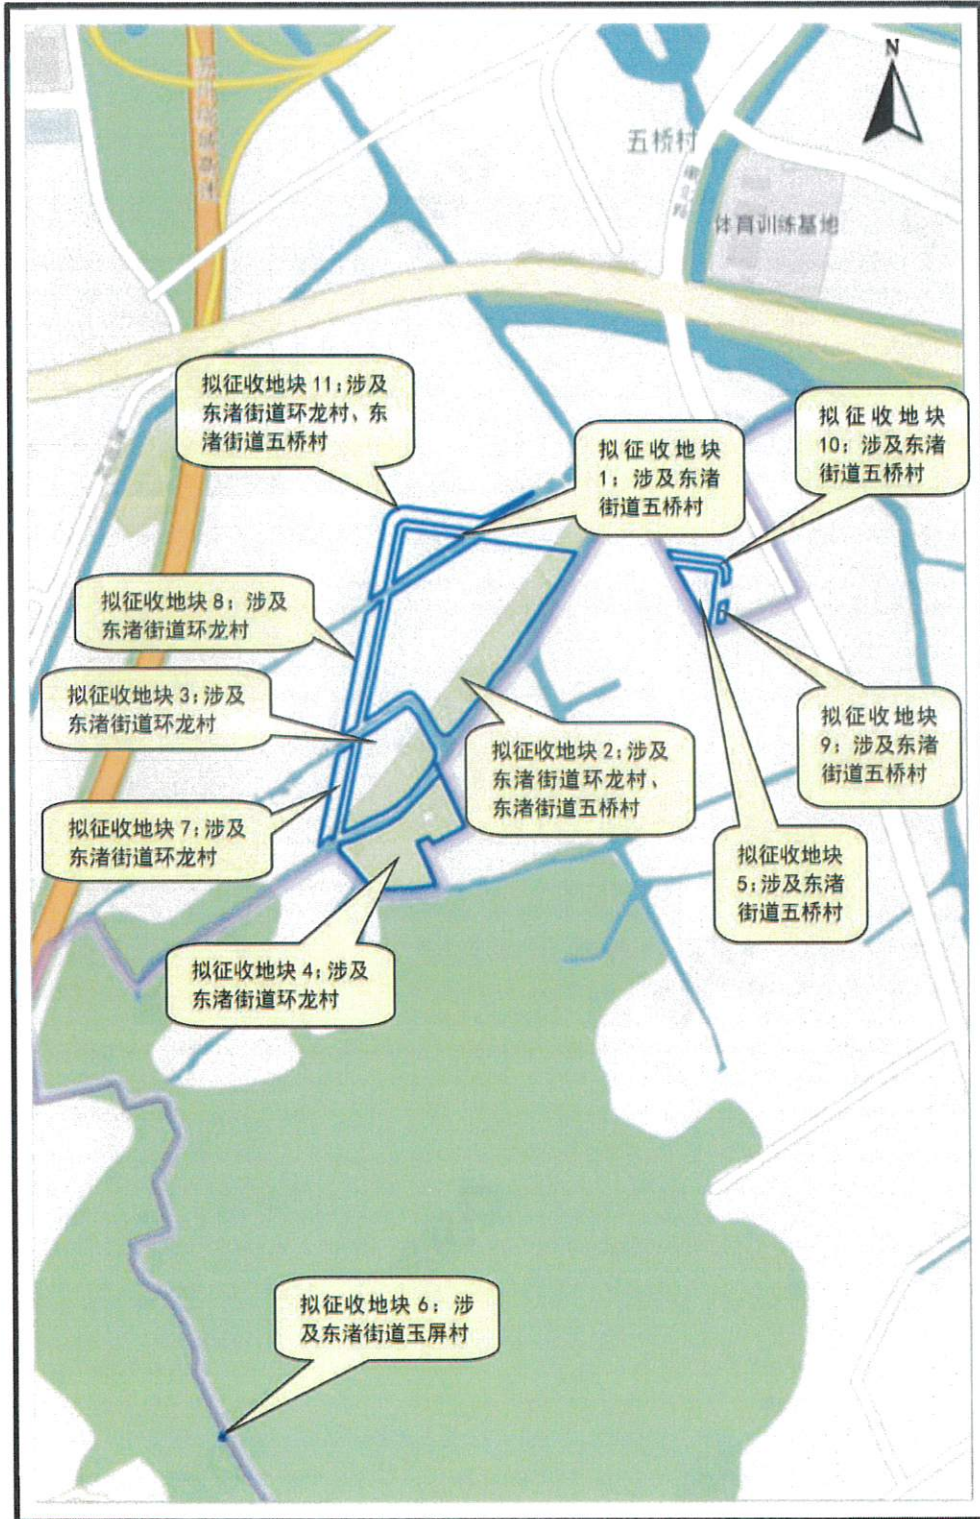 N
五桥村
体育训练基地
拟征收地块 11；涉及
东渚街道环龙村、东
渚街道五桥村
拟征收地块
1；涉及东渚
街道五桥村
拟征收地块
10；涉及东渚
街道五桥村
拟征收地块 8；涉及
东渚街道环龙村
拟征收地块 3；涉及
东渚街道环龙村
拟征收地块 2；涉及
东渚街道环龙村、
东渚街道五桥村
拟征收地块
9；涉及东渚
街道五桥村
拟征收地块 7；涉及
东渚街道环龙村
拟征收地块
5；涉及东渚
街道五桥村
拟征收地块 4；涉及
东渚街道环龙村
拟征收地块 6；涉
及东渚街道玉屏村